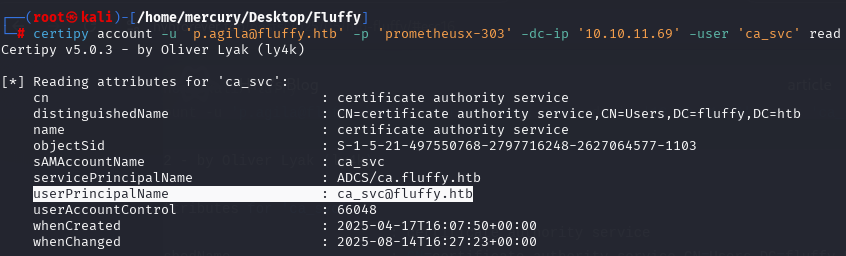 ┌──(root㉿kali)-[/home/mercury/Desktop/Fluffy]
└─# certipy account -u 'p.agila@fluffy.htb' -p 'prometheusx-303' -dc-ip '10.10.11.69' -user 'ca_svc' read
Certipy v5.0.3 - by Oliver Lyak (ly4k)
[*] Reading attributes for 'ca_svc':
cn : certificate authority service
distinguishedName : CN=certificate authority service,CN=Users,DC=fluffy,DC=htb
name : certificate authority service
objectSid : S-1-5-21-497550768-2797716248-2627064577-1103
sAMAccountName : ca_svc
servicePrincipalName : ADCS/ca.fluffy.htb
userPrincipalName : ca_svc@fluffy.htb
userAccountControl : 66048
whenCreated : 2025-04-17T16:07:50+00:00
whenChanged : 2025-08-14T16:27:23+00:00